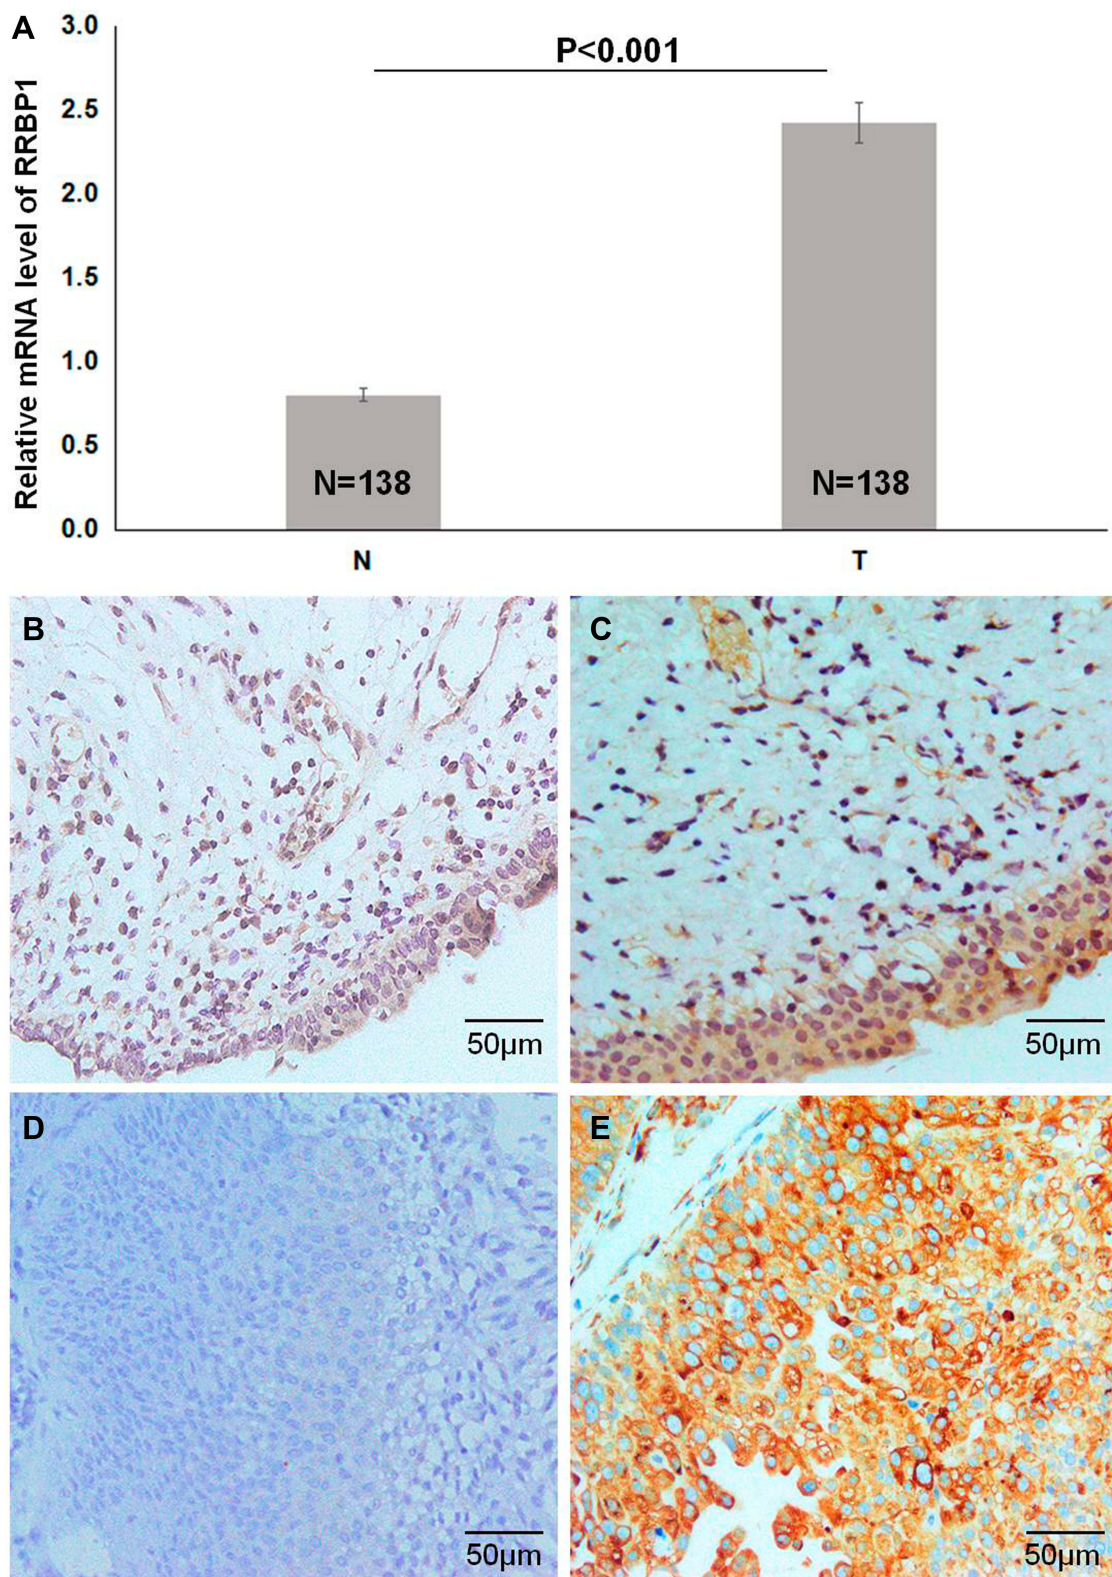 A
3.0
2.5
2.0
1.5
1.0
0.5
0.0
Relative mRNA level of RRBP1
P<0.001
N=138
N=138
N
T
B
50μm
C
50μm
D
50μm
E
50μm